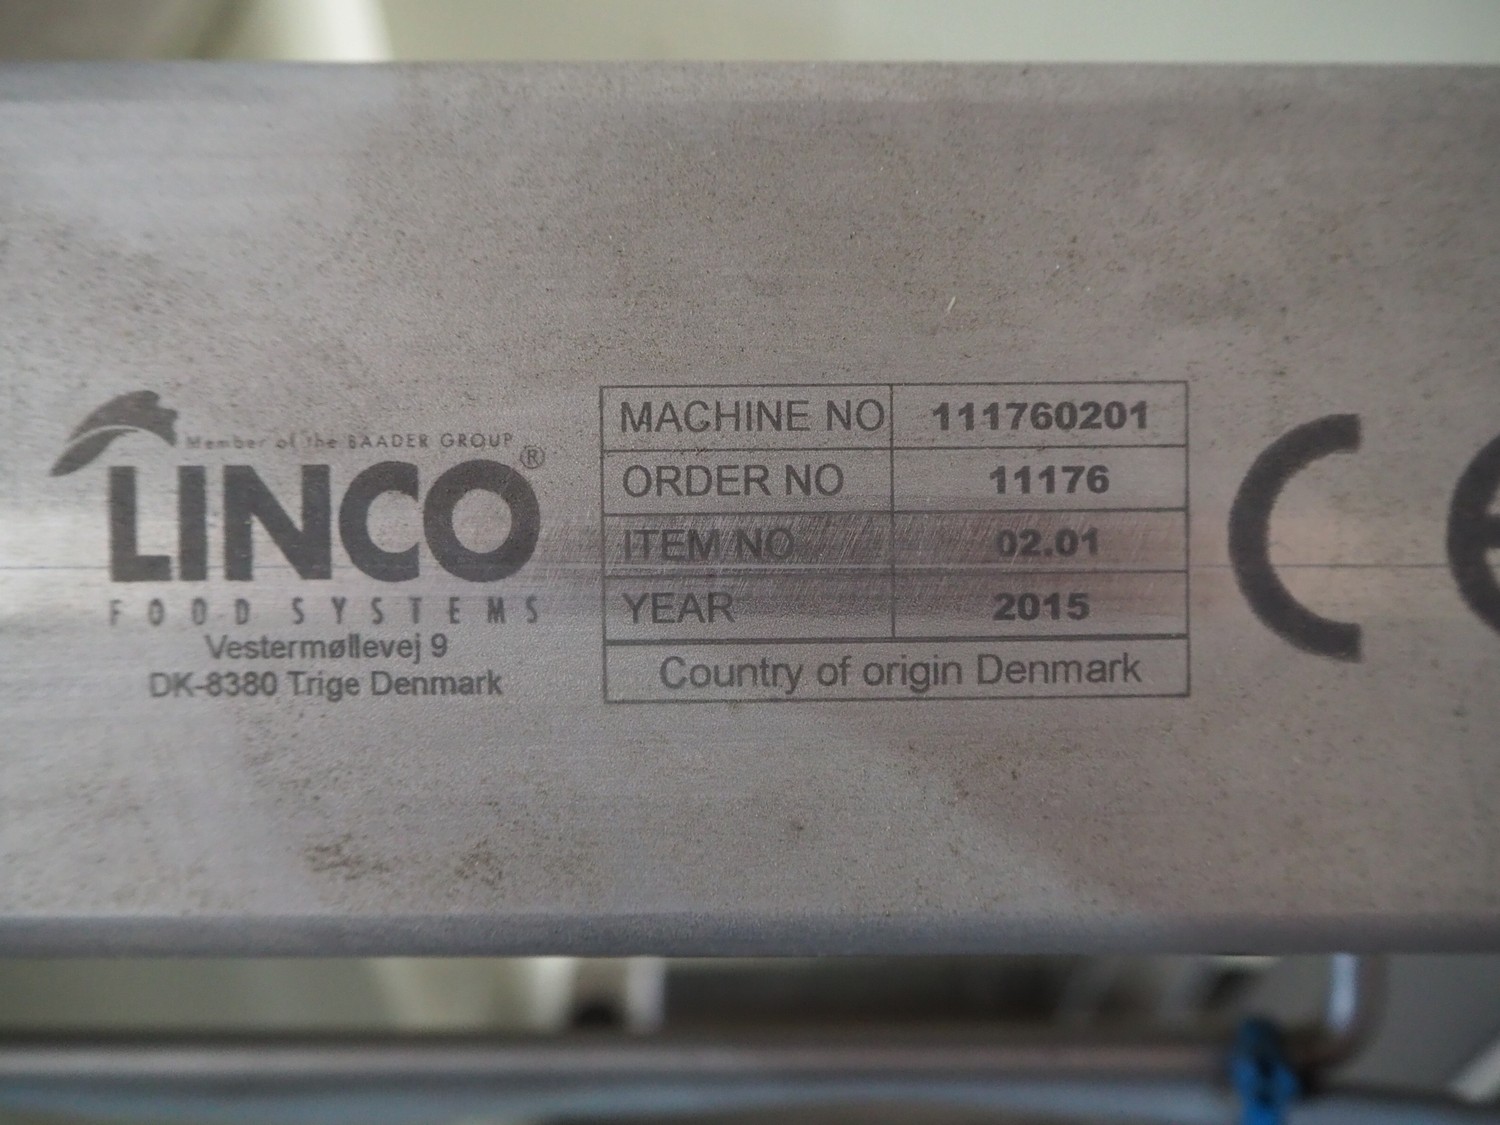 Member of the BAADER GROUP
LINCO®
FOOD SYSTEMS
Vestermøllevej 9
DK-8380 Trige Denmark
MACHINE NO 111760201
ORDER NO 11176
ITEM NO 02.01
YEAR 2015
Country of origin Denmark
CE